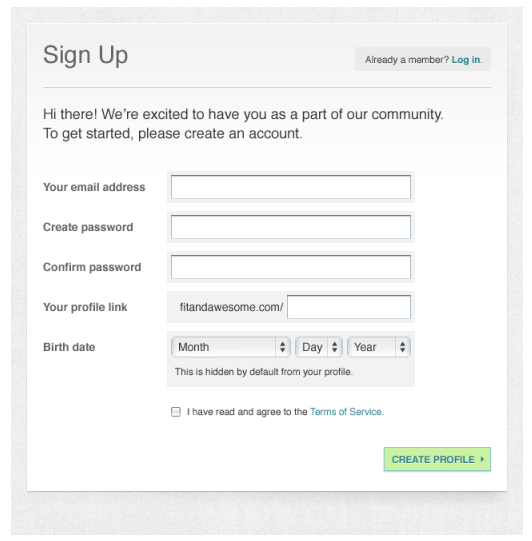 Sign Up
Already a member? Log in.
Hi there! We're excited to have you as a part of our community.
To get started, please create an account.
Your email address
Create password
Confirm password
Your profile link
fitandawesome.com/
Birth date
Month Day Year
This is hidden by default from your profile.
I have read and agree to the Terms of Service.
CREATE PROFILE